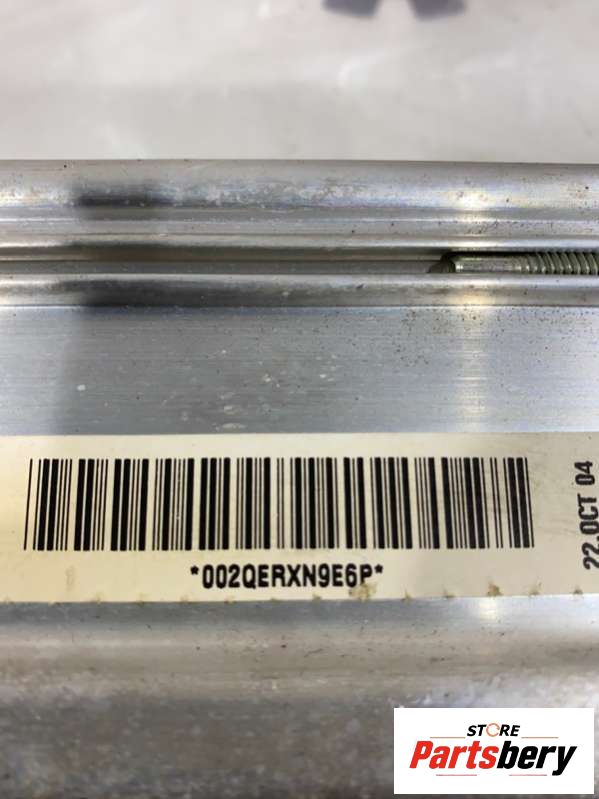 *002QERXN9E6P*
22.OCT 04
STORE
Partsbery